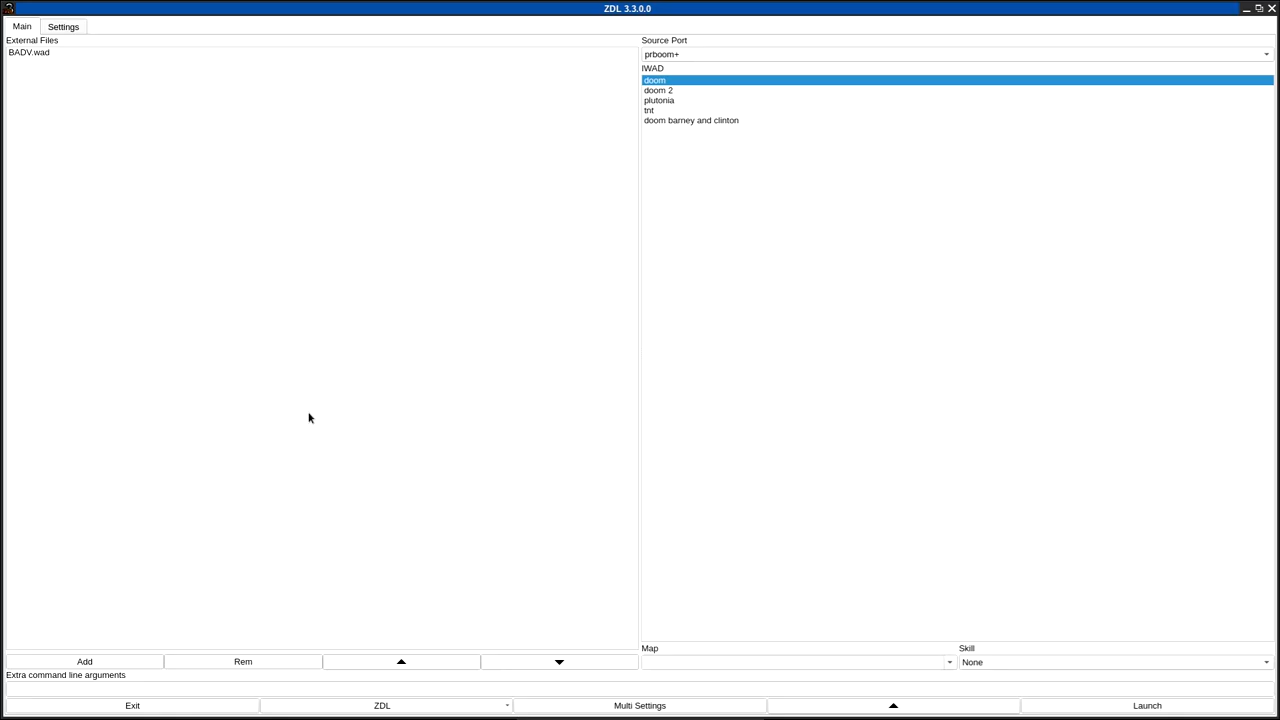 ZDL 3.3.0.0
Main Settings
External Files
BADV.wad
Source Port
prboom+
IWAD
doom
doom 2
plutonia
tnt
doom barney and clinton
Map Skill
None
Add Rem
Extra command line arguments
Exit ZDL Multi Settings Launch